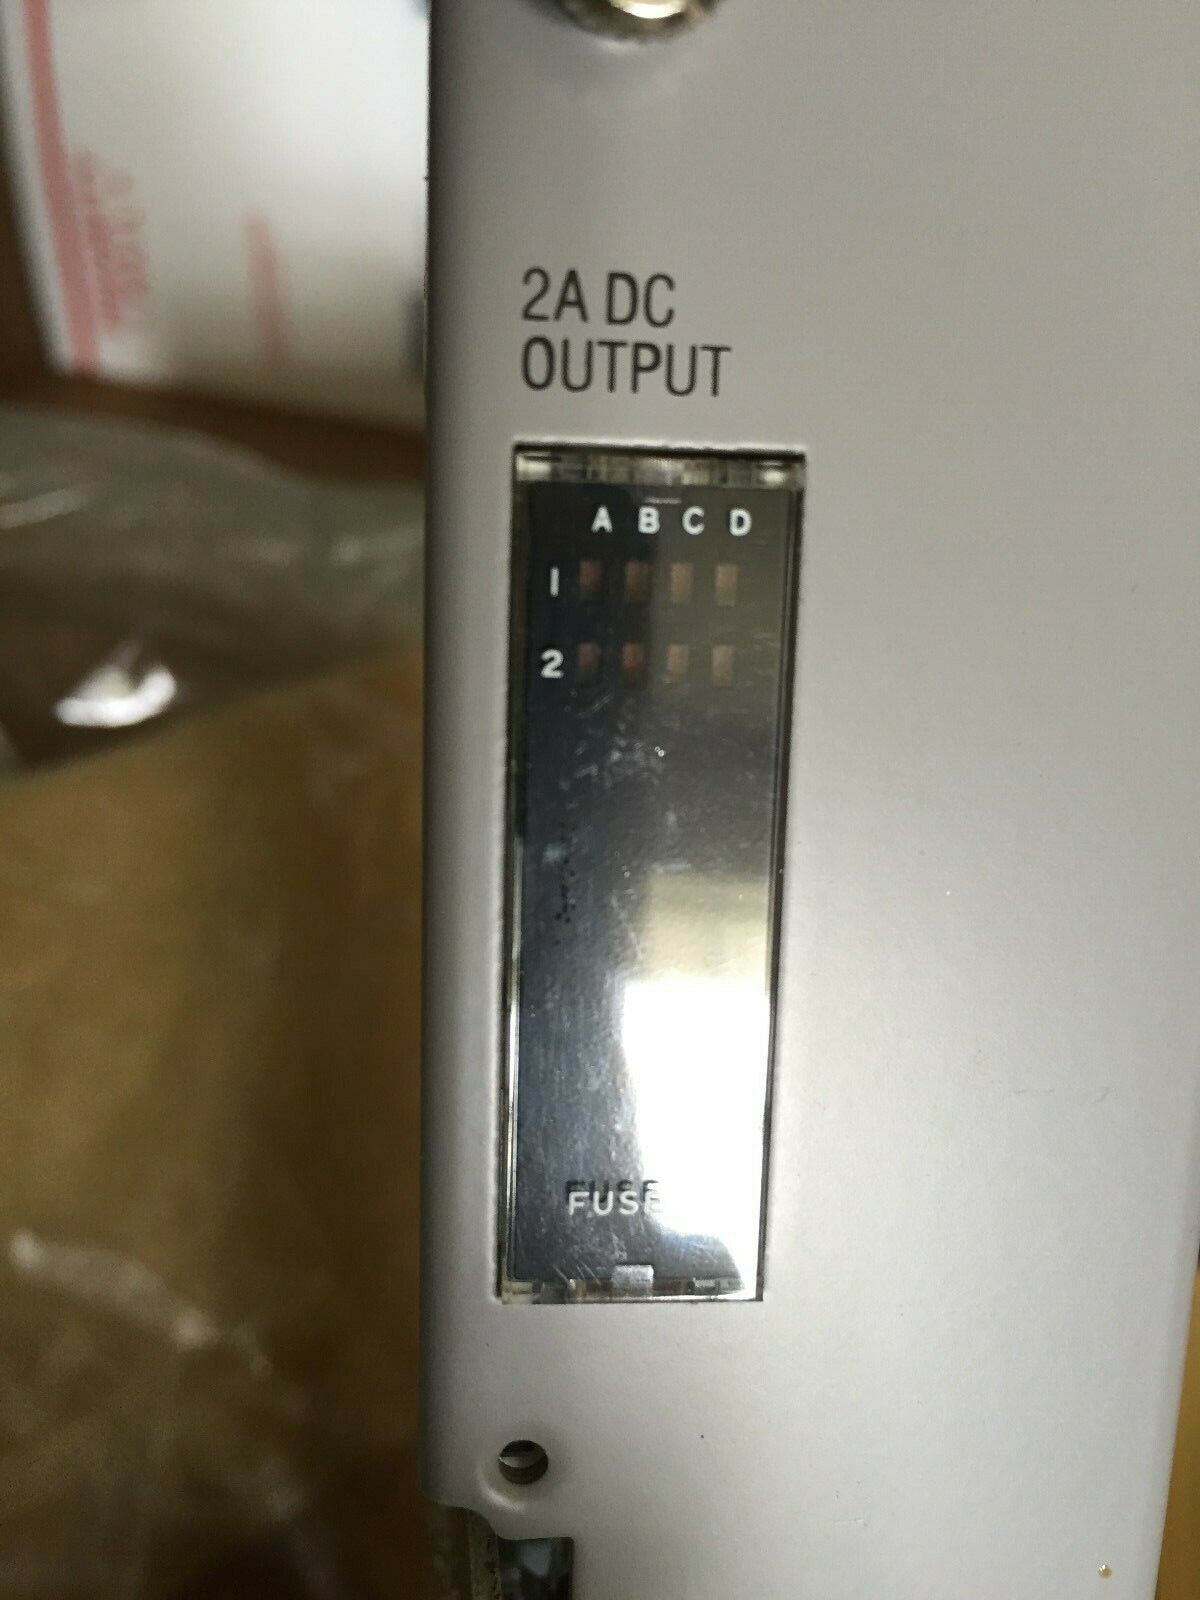 2A DC
OUTPUT
A B C D
1
2
FUSE